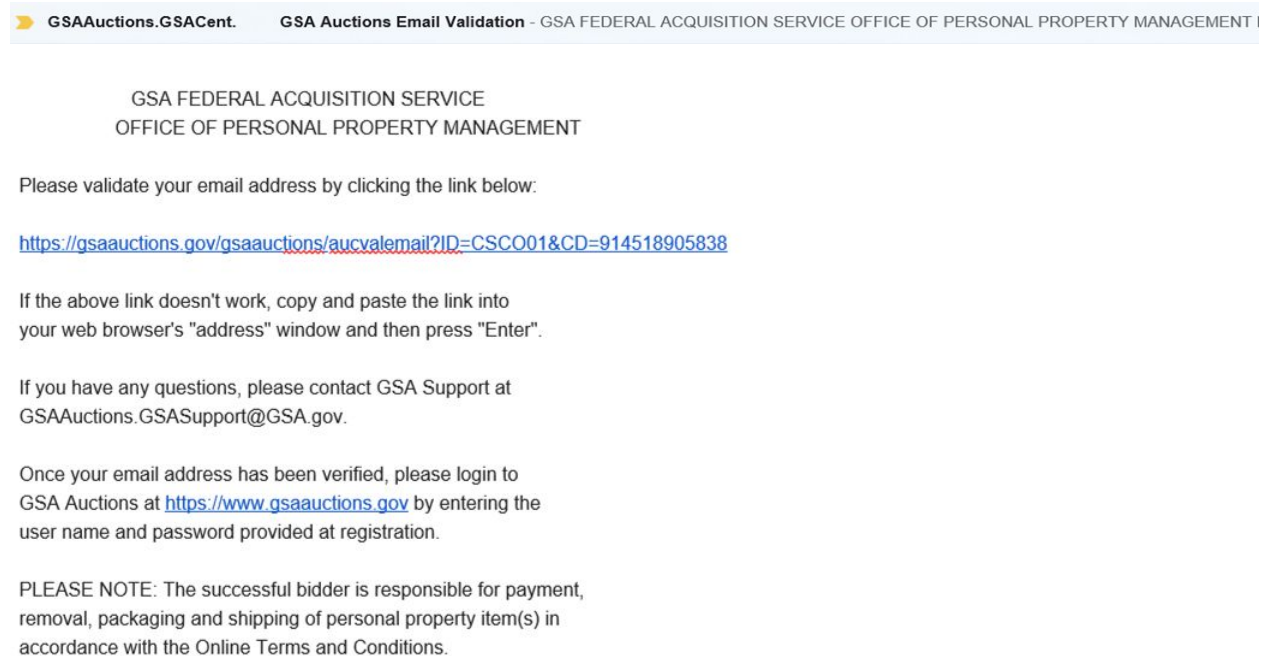 GSAAuctions.GSACent. GSA Auctions Email Validation - GSA FEDERAL ACQUISITION SERVICE OFFICE OF PERSONAL PROPERTY MANAGEMENT
GSA FEDERAL ACQUISITION SERVICE
OFFICE OF PERSONAL PROPERTY MANAGEMENT
Please validate your email address by clicking the link below:
https://gsaauctions.gov/gsaauctions/aucvalemail?ID=CSCO01&CD=914518905838
If the above link doesn't work, copy and paste the link into
your web browser's "address" window and then press "Enter".
If you have any questions, please contact GSA Support at
GSAAuctions.GSASupport@GSA.gov.
Once your email address has been verified, please login to
GSA Auctions at https://www.gsaauctions.gov by entering the
user name and password provided at registration.
PLEASE NOTE: The successful bidder is responsible for payment,
removal, packaging and shipping of personal property item(s) in
accordance with the Online Terms and Conditions.